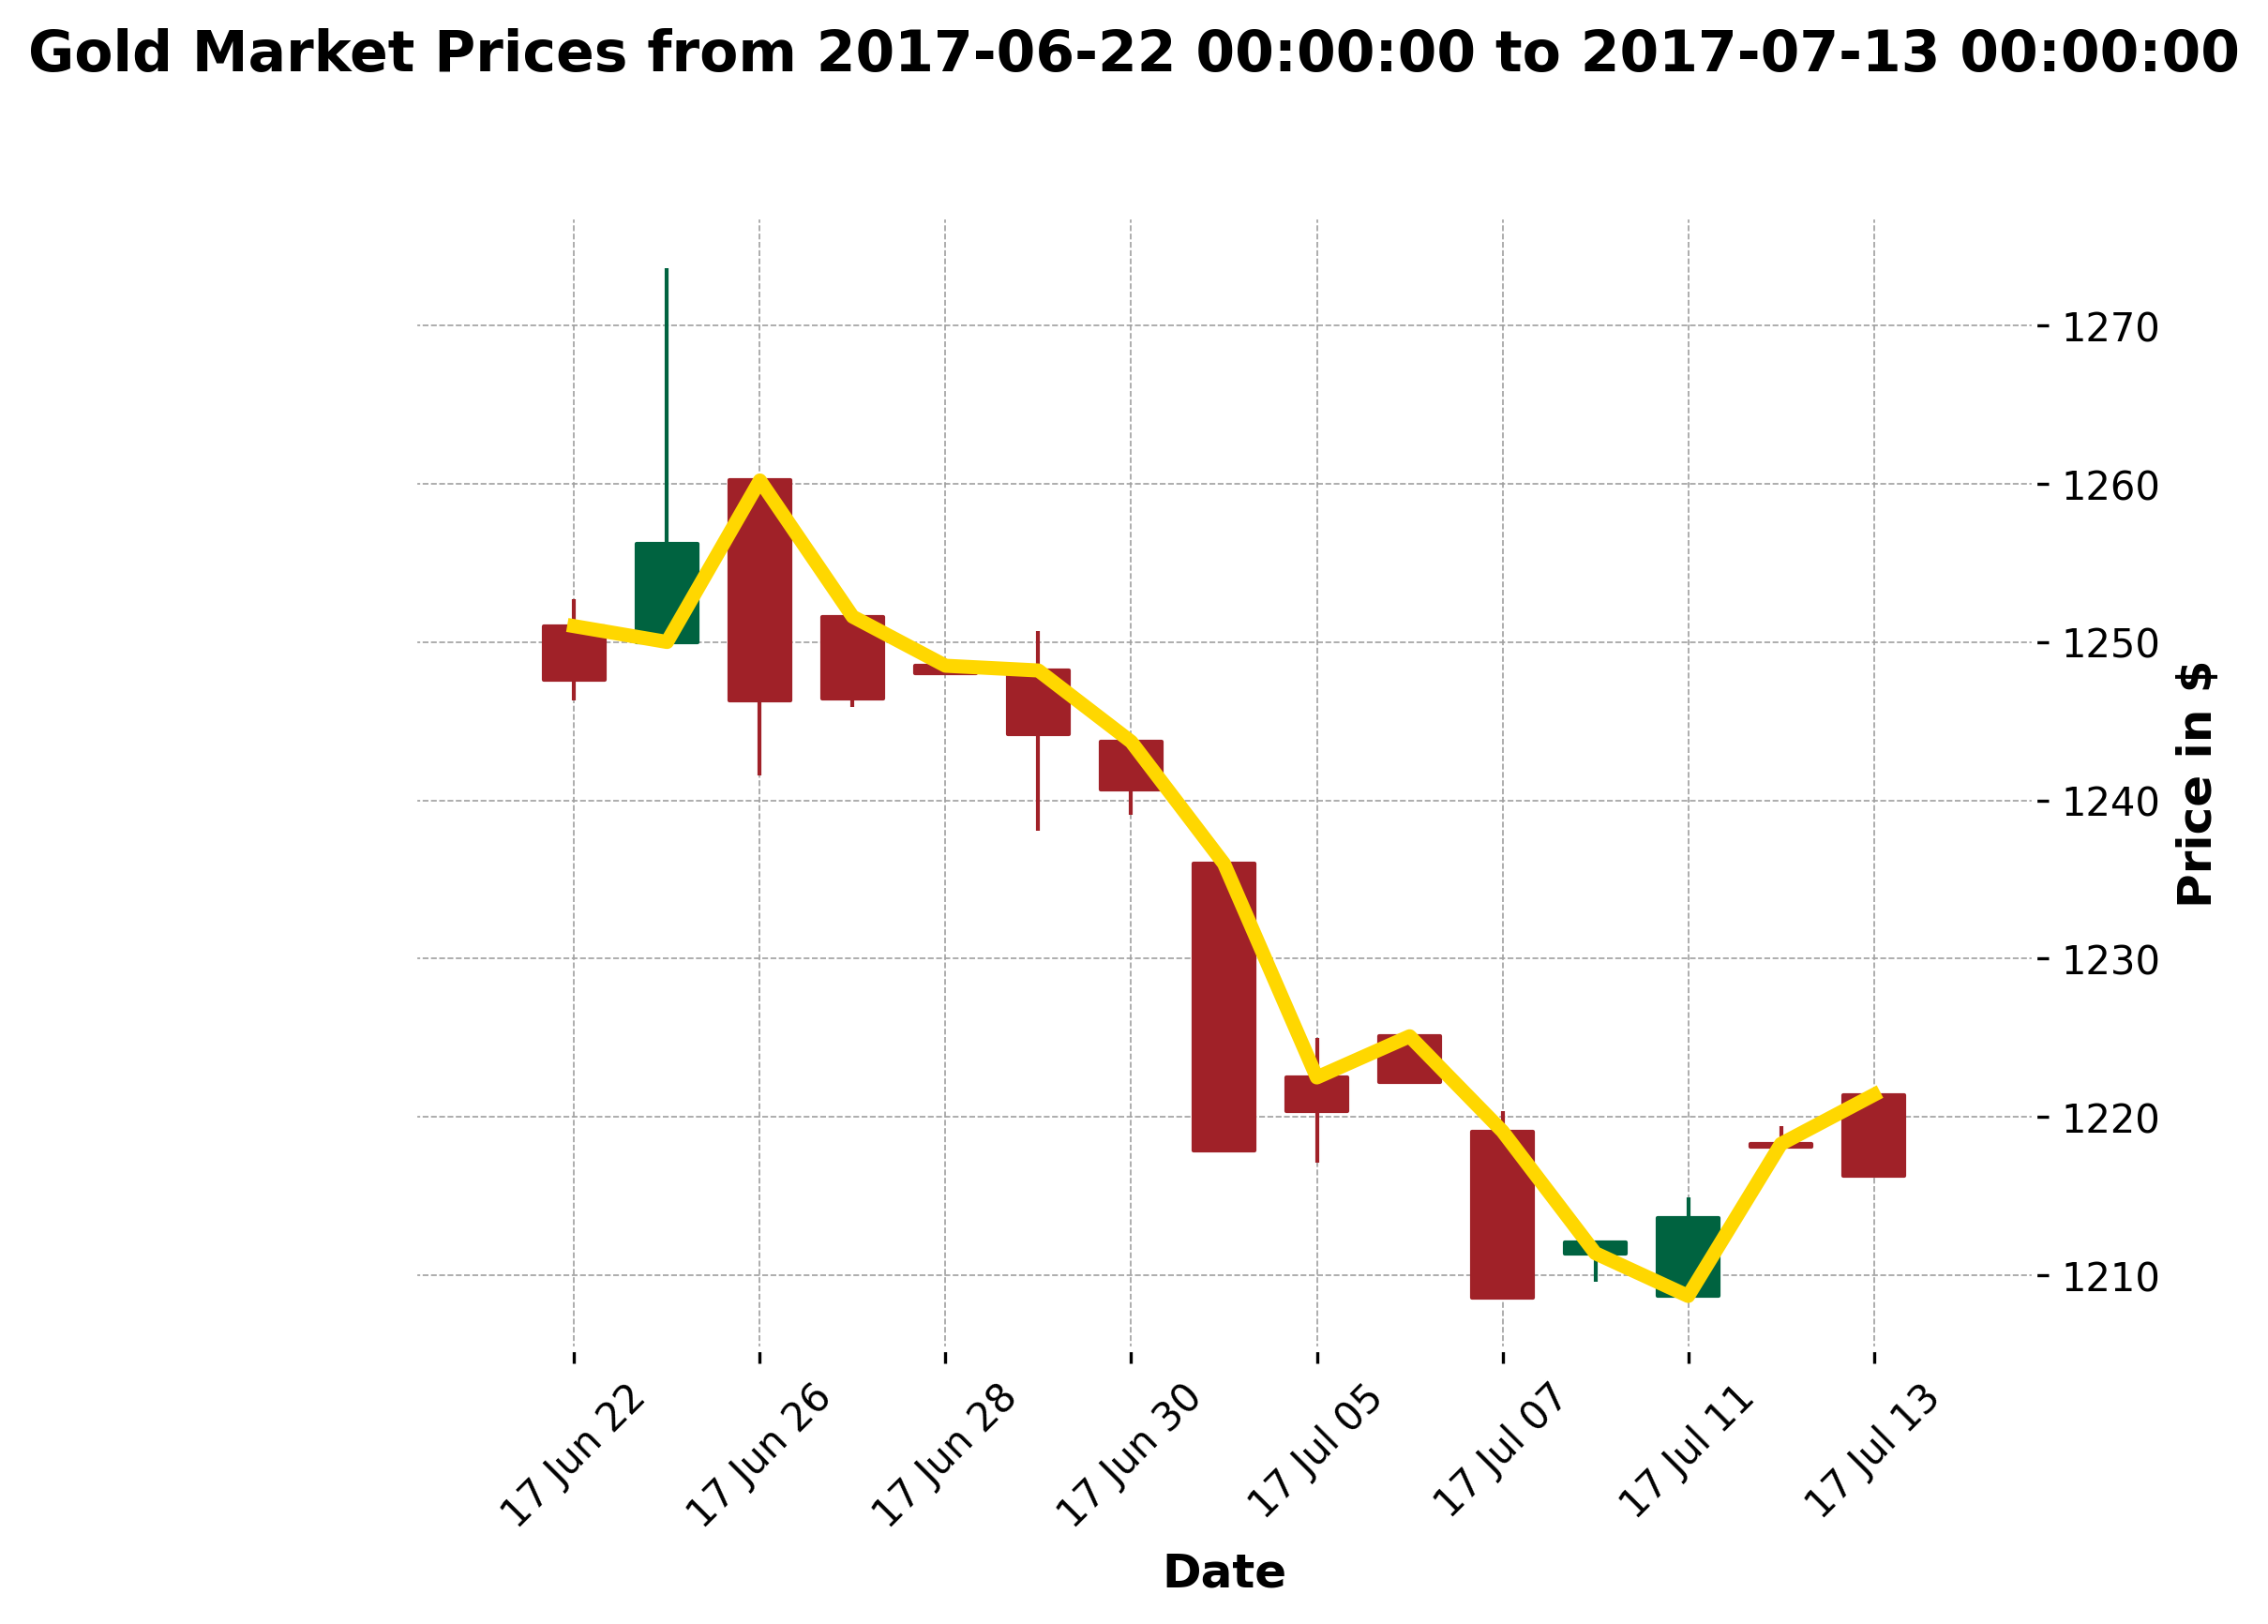 Gold Market Prices from 2017-06-22 00:00:00 to 2017-07-13 00:00:00
1270
1260
1250
1240
1230
1220
1210
Price in $
17 Jun 22
17 Jun 26
17 Jun 28
17 Jun 30
17 Jul 05
17 Jul 07
17 Jul 11
17 Jul 13
Date